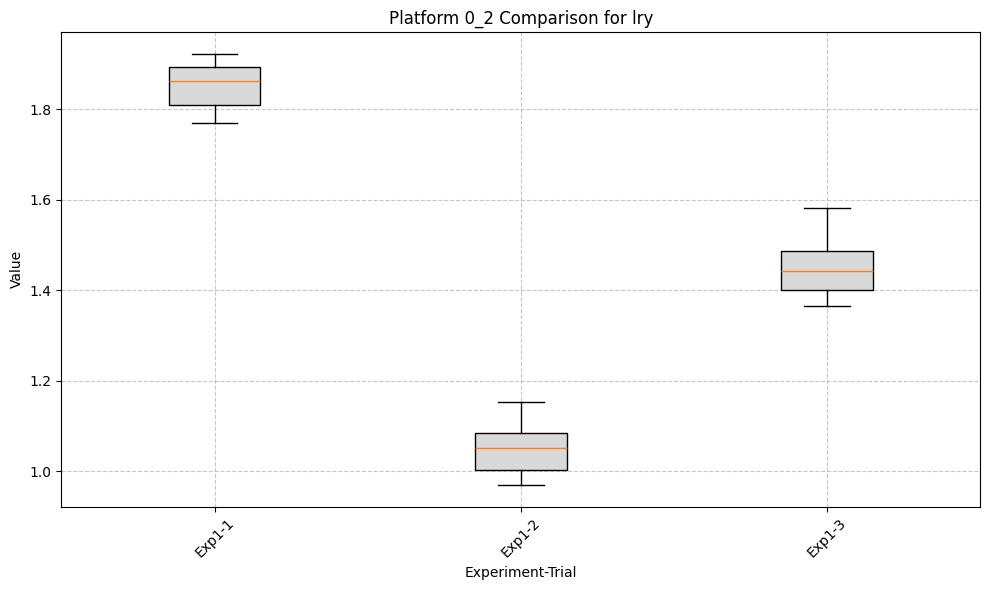 Platform 0_2 Comparison for lry
Value
1.8
1.6
1.4
1.2
1.0
Exp1-1
Exp1-2
Exp1-3
Experiment-Trial